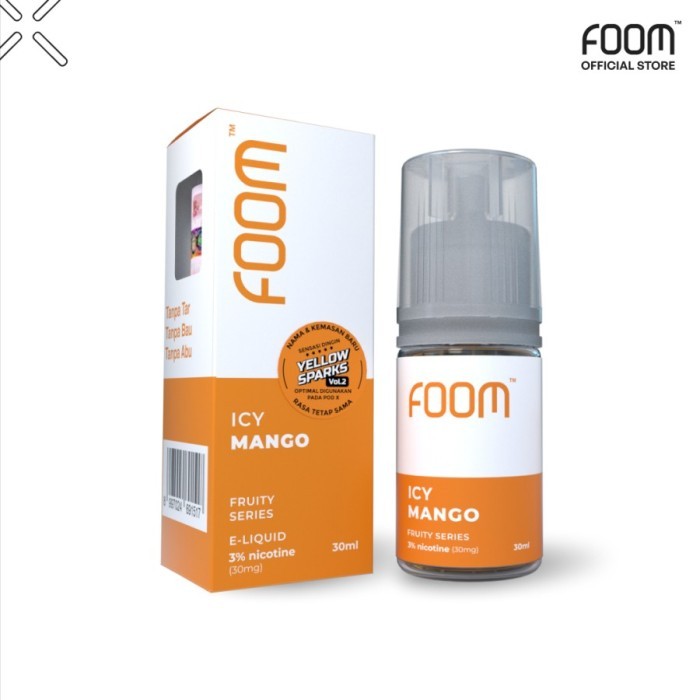 FOOM™
OFFICIAL STORE
FOOM™
Tanpa Tar
Tanpa Bau
Tanpa Abu
NAMA & KEMASAN BARU
SENSASI DINGIN
YELLOW
SPARKS
Vol.2
OPTIMAL DIGUNAKAN
PADA POD X
RASA TETAP SAMA
ICY
MANGO
FRUITY
SERIES
E-LIQUID
3% nicotine
(30mg)
30ml
FOOM™
ICY
MANGO
FRUITY SERIES
3% nicotine (30mg)
30ml